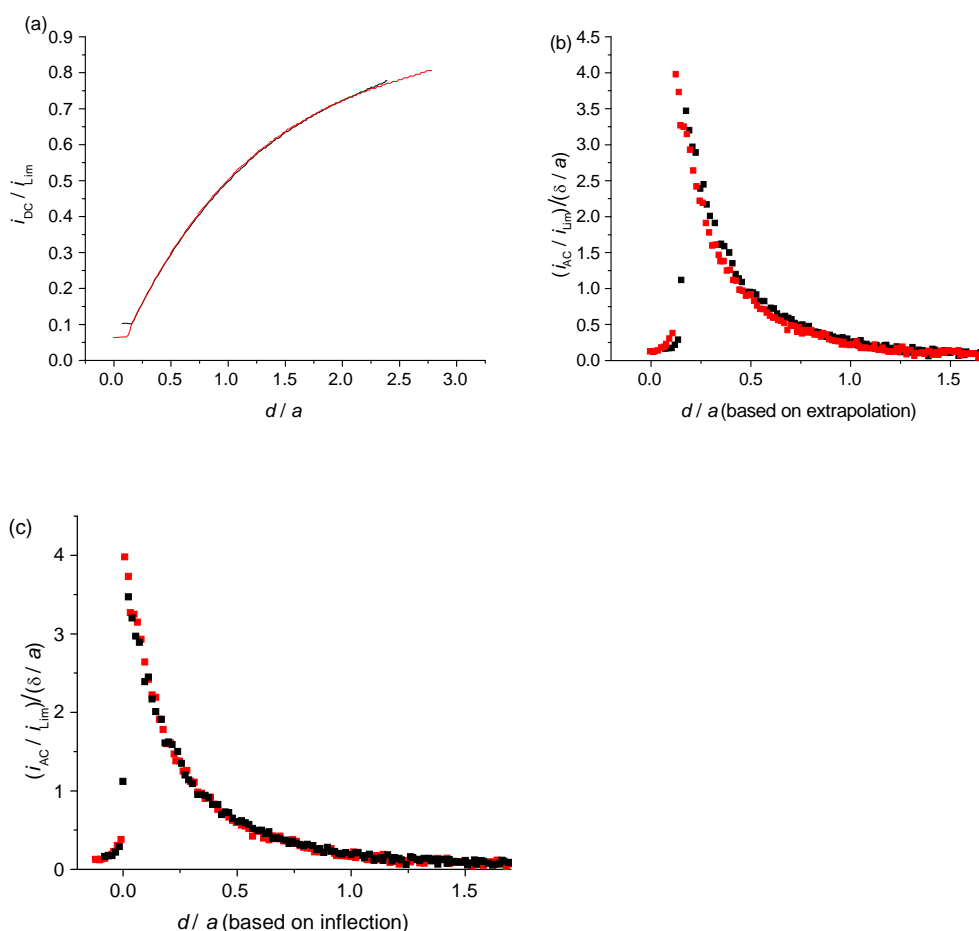 (a)
0.9
0.8
0.7
0.6
0.5
0.4
0.3
0.2
0.1
0.0
i_DC / i_Lim
0.0 0.5 1.0 1.5 2.0 2.5 3.0
d / a
(b)
4.5
4.0
3.5
3.0
2.5
2.0
1.5
1.0
0.5
0.0
(i_AC / i_Lim)/(δ / a)
0.0 0.5 1.0 1.5
d / a (based on extrapolation)
(c)
4
3
2
1
0
(i_AC / i_Lim)/(δ / a)
0.0 0.5 1.0 1.5
d / a (based on inflection)